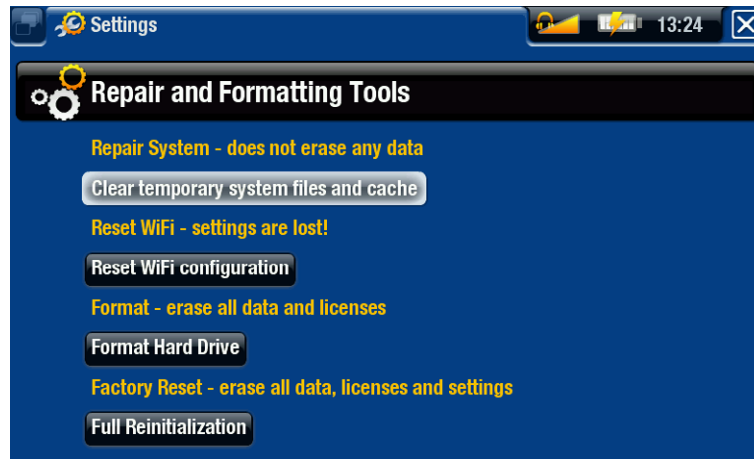 Settings
13:24
Repair and Formatting Tools
Repair System - does not erase any data
Clear temporary system files and cache
Reset WiFi - settings are lost!
Reset WiFi configuration
Format - erase all data and licenses
Format Hard Drive
Factory Reset - erase all data, licenses and settings
Full Reinitialization